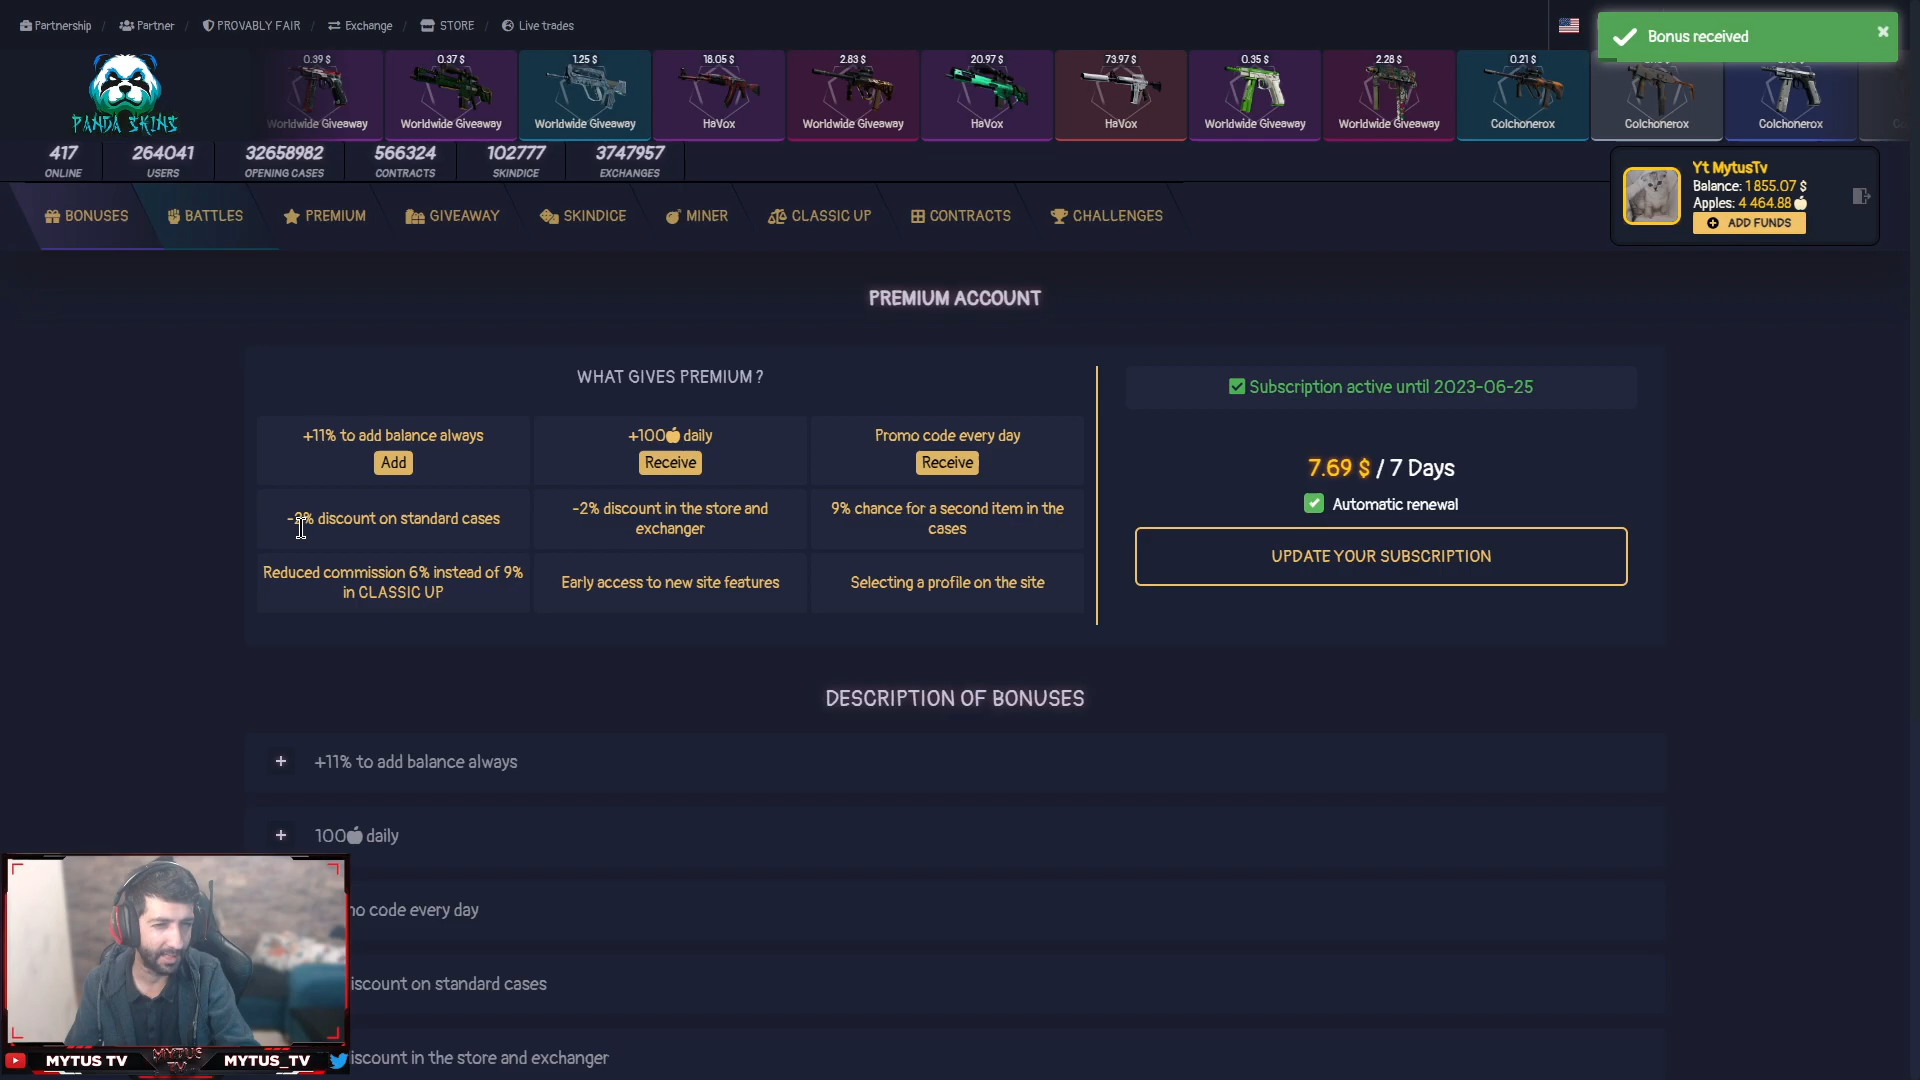 Partnership / Partner / PROVABLY FAIR / Exchange / STORE / Live trades
Bonus received
PANDA SKINS
0.39 $
Worldwide Giveaway
0.37 $
Worldwide Giveaway
1.25 $
Worldwide Giveaway
18.05 $
HaVox
2.83 $
Worldwide Giveaway
20.97 $
HaVox
73.97 $
HaVox
0.35 $
Worldwide Giveaway
2.28 $
Worldwide Giveaway
0.21 $
Colchonerox
Colchonerox
Colchonerox
417
ONLINE
264041
USERS
32658982
OPENING CASES
566324
CONTRACTS
102777
SKINDICE
3747957
EXCHANGES
Yt MytusTv
Balance: 1 855.07 $
Apples: 4 464.88
ADD FUNDS
BONUSES
BATTLES
PREMIUM
GIVEAWAY
SKINDICE
MINER
CLASSIC UP
CONTRACTS
CHALLENGES
PREMIUM ACCOUNT
WHAT GIVES PREMIUM ?
+11% to add balance always
Add
+100 daily
Receive
Promo code every day
Receive
discount on standard cases
-2% discount in the store and
exchanger
9% chance for a second item in the
cases
Reduced commission 6% instead of 9%
in CLASSIC UP
Early access to new site features
Selecting a profile on the site
Subscription active until 2023-06-25
7.69 $ / 7 Days
Automatic renewal
UPDATE YOUR SUBSCRIPTION
DESCRIPTION OF BONUSES
+ +11% to add balance always
+ 100 daily
mo code every day
iscount on standard cases
iscount in the store and exchanger
MYTUS TV
MYTUS TV
MYTUS_TV